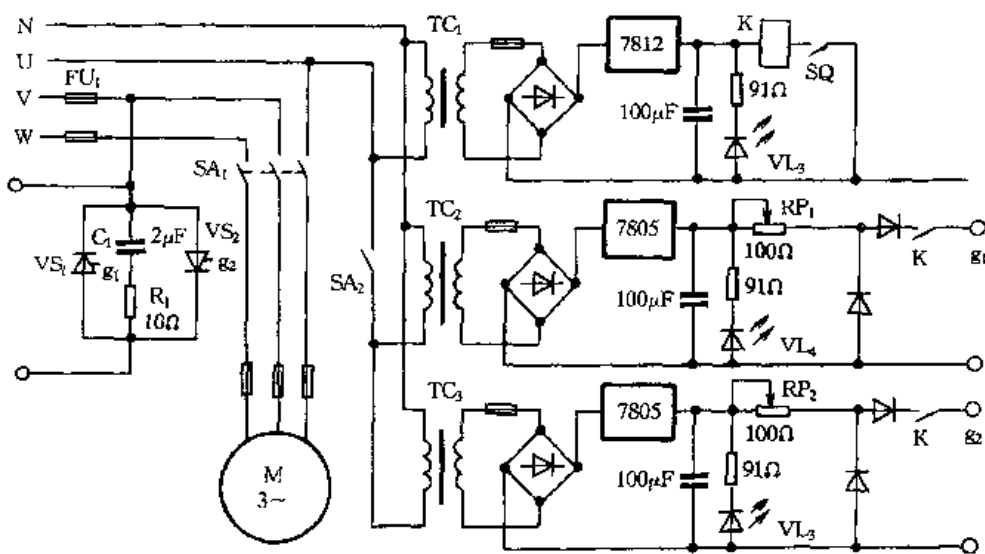 N
U
V
W
FU₁
SA₁
C₁
2μF
VS₁
g₁
VS₂
g₂
R₁
10Ω
M
3~
SA₂
TC₁
7812
100μF
91Ω
VL₃
K
SQ
TC₂
7805
100μF
91Ω
VL₄
RP₁
100Ω
K
g₁
TC₃
7805
100μF
91Ω
VL₃
RP₂
100Ω
K
g₂